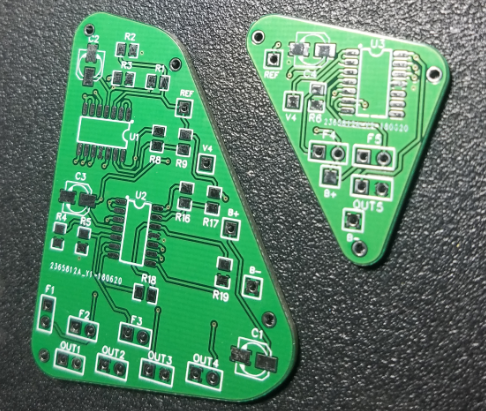 C2
R2
R3
R1
REF
U1
R8
R9
V4
C3
U2
R16
R17
B+
R4
R5
B-
R19
R18
F1
F2
F3
C1
OUT1
OUT2
OUT3
OUT4
U3
REF
V4
R6
F4
F5
B+
OUT5
B-